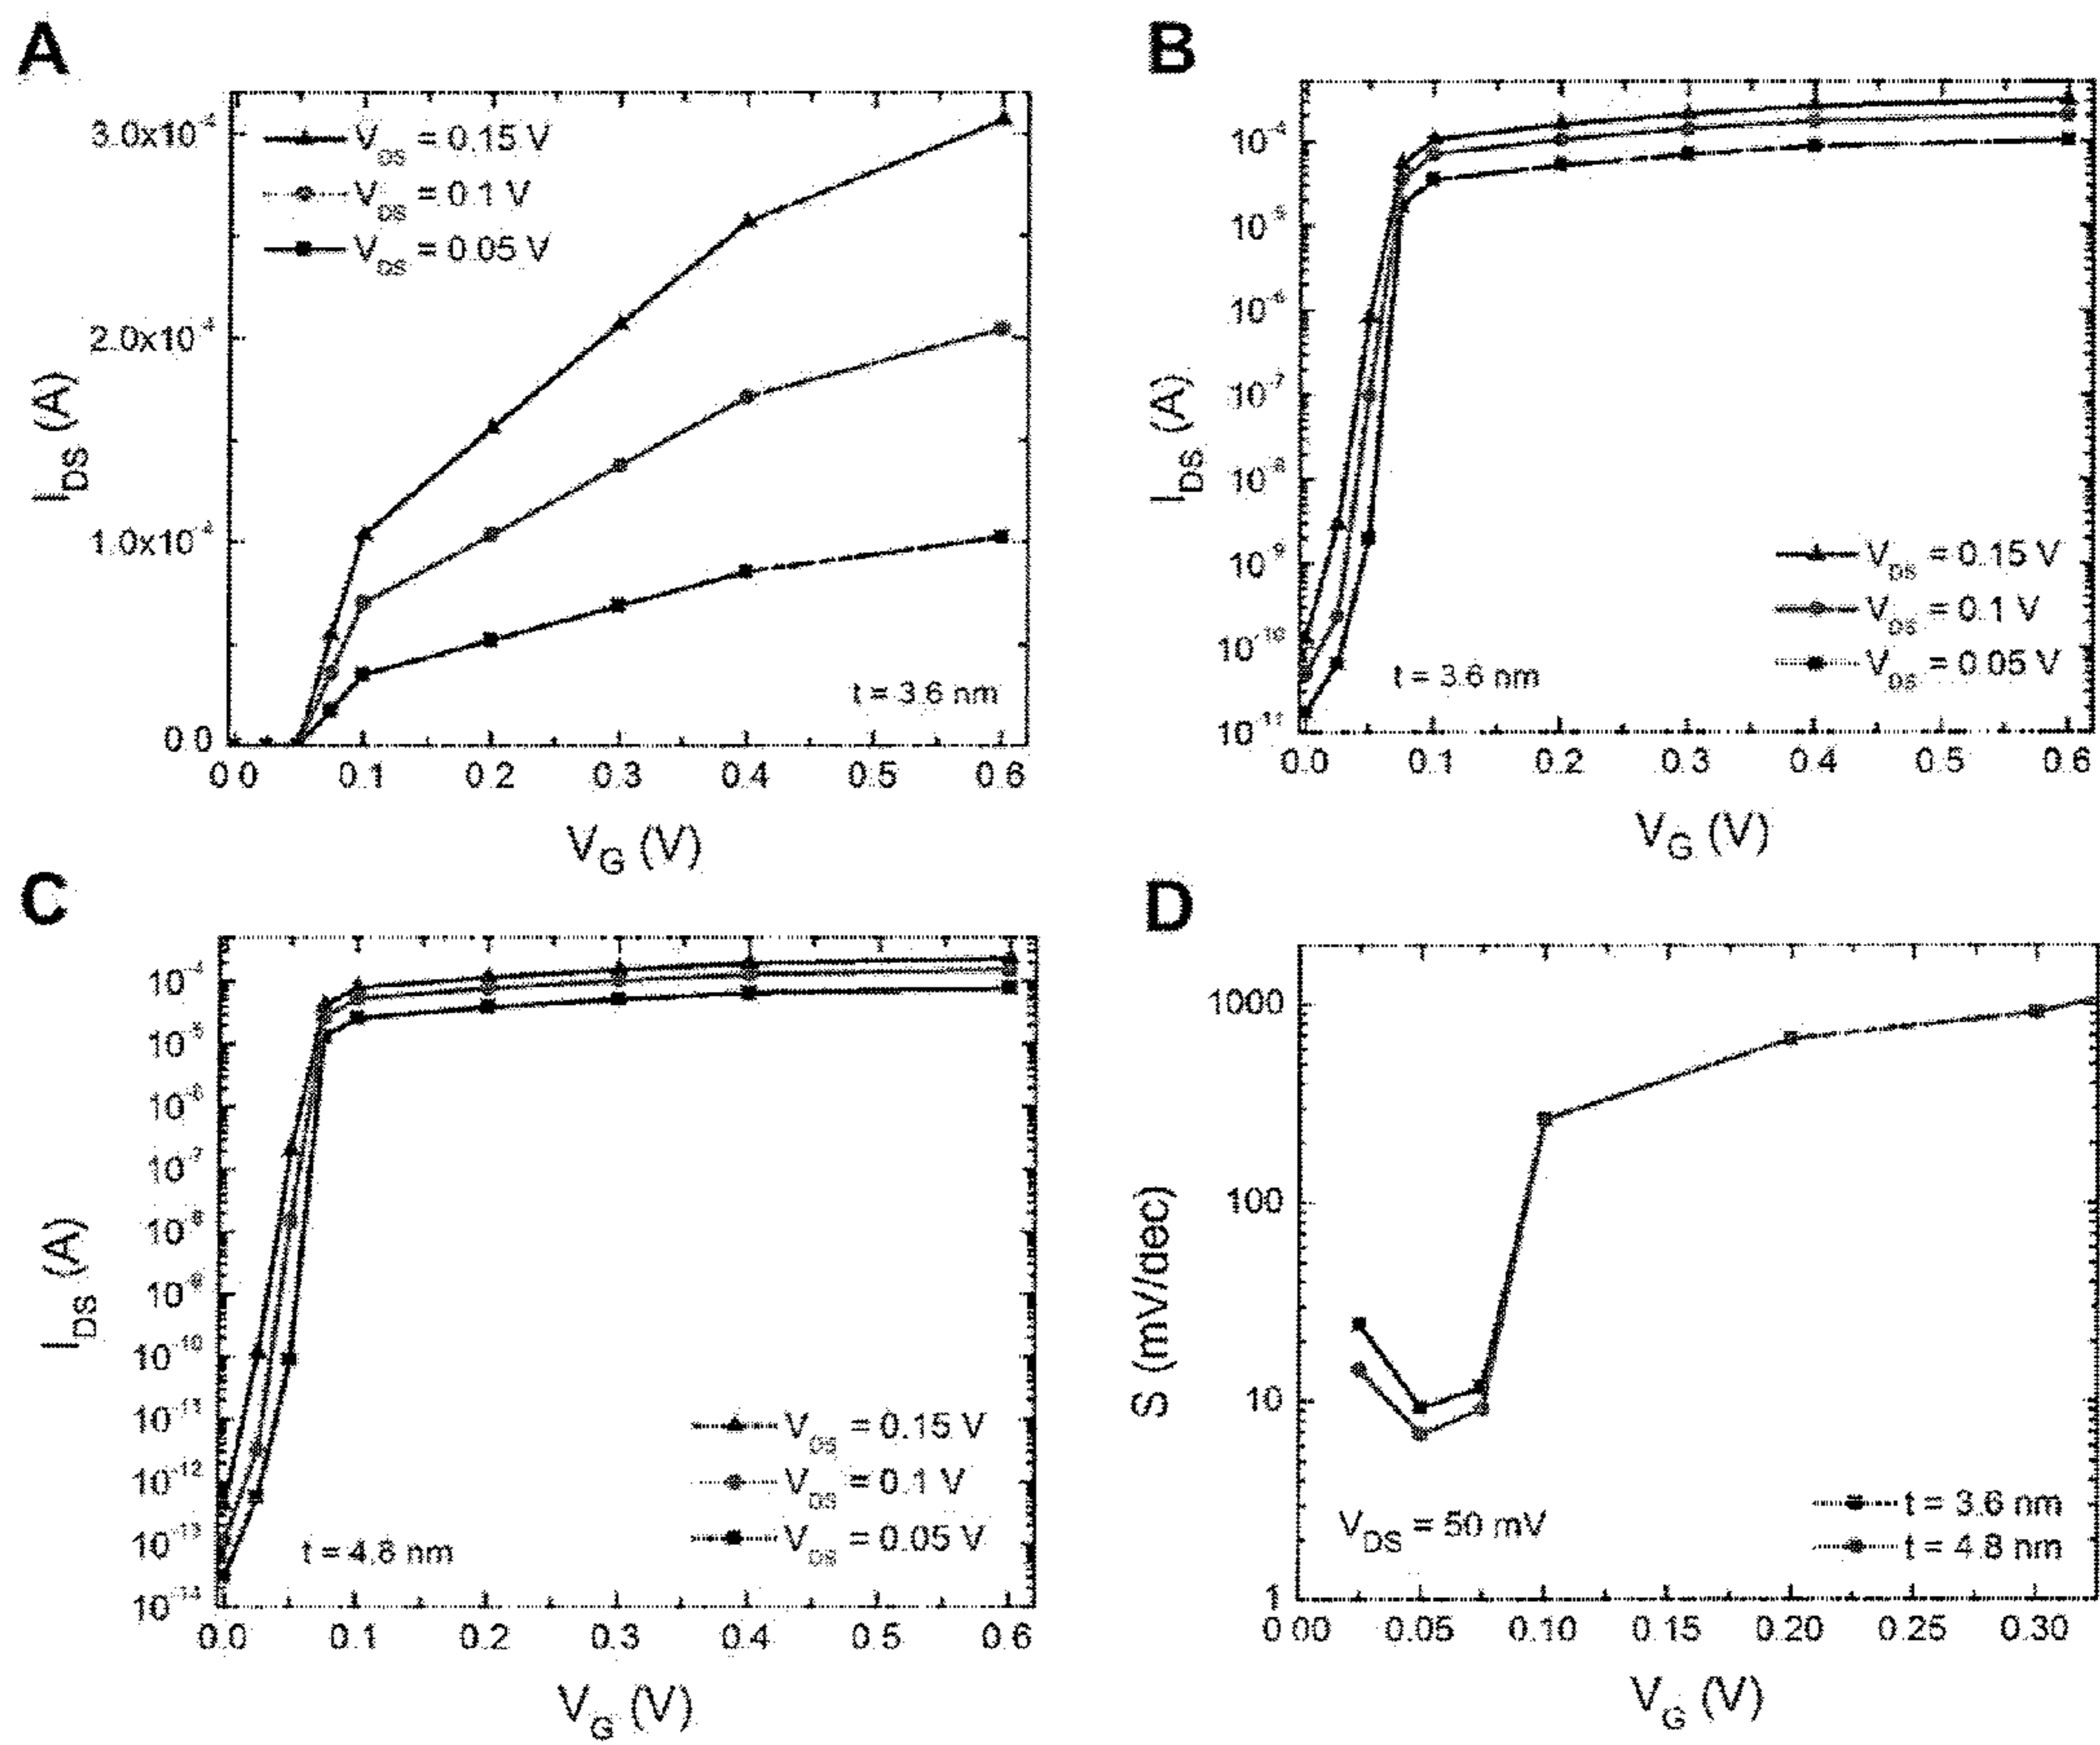 A
3.0x10⁻⁴
2.0x10⁻⁴
1.0x10⁻⁴
0.0
V_DS = 0.15 V
V_DS = 0.1 V
V_DS = 0.05 V
t = 3.6 nm
I_DS (A)
0.0 0.1 0.2 0.3 0.4 0.5 0.6
V_G (V)
B
10⁻⁴
10⁻⁵
10⁻⁶
10⁻⁷
10⁻⁸
10⁻⁹
10⁻¹⁰
10⁻¹¹
V_DS = 0.15 V
V_DS = 0.1 V
V_DS = 0.05 V
t = 3.6 nm
I_DS (A)
0.0 0.1 0.2 0.3 0.4 0.5 0.6
V_G (V)
C
10⁻⁴
10⁻⁵
10⁻⁶
10⁻⁷
10⁻⁸
10⁻⁹
10⁻¹⁰
10⁻¹¹
10⁻¹²
10⁻¹³
10⁻¹⁴
V_DS = 0.15 V
V_DS = 0.1 V
V_DS = 0.05 V
t = 4.8 nm
I_DS (A)
0.0 0.1 0.2 0.3 0.4 0.5 0.6
V_G (V)
D
1000
100
10
1
S (mV/dec)
V_DS = 50 mV
t = 3.6 nm
t = 4.8 nm
0.00 0.05 0.10 0.15 0.20 0.25 0.30
V_G (V)